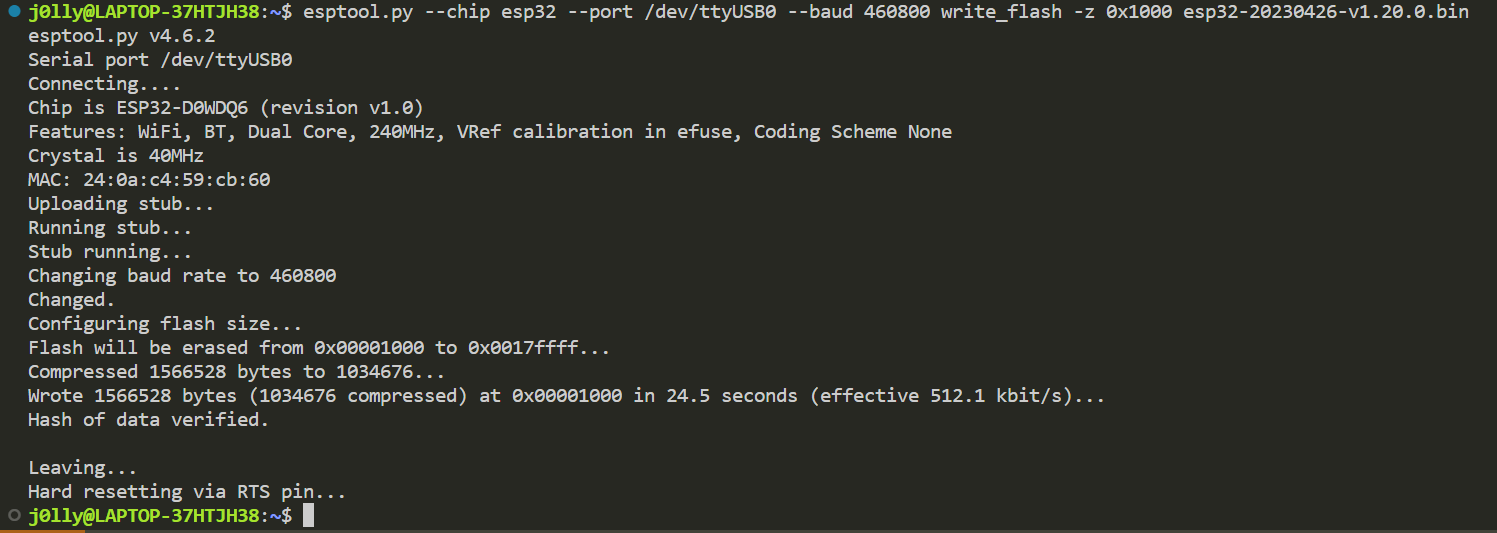 j0lly@LAPTOP-37HTJH38:~$ esptool.py --chip esp32 --port /dev/ttyUSB0 --baud 460800 write_flash -z 0x1000 esp32-20230426-v1.20.0.bin
esptool.py v4.6.2
Serial port /dev/ttyUSB0
Connecting....
Chip is ESP32-D0WDQ6 (revision v1.0)
Features: WiFi, BT, Dual Core, 240MHz, VRef calibration in efuse, Coding Scheme None
Crystal is 40MHz
MAC: 24:0a:c4:59:cb:60
Uploading stub...
Running stub...
Stub running...
Changing baud rate to 460800
Changed.
Configuring flash size...
Flash will be erased from 0x00001000 to 0x0017ffff...
Compressed 1566528 bytes to 1034676...
Wrote 1566528 bytes (1034676 compressed) at 0x00001000 in 24.5 seconds (effective 512.1 kbit/s)...
Hash of data verified.

Leaving...
Hard resetting via RTS pin...
j0lly@LAPTOP-37HTJH38:~$